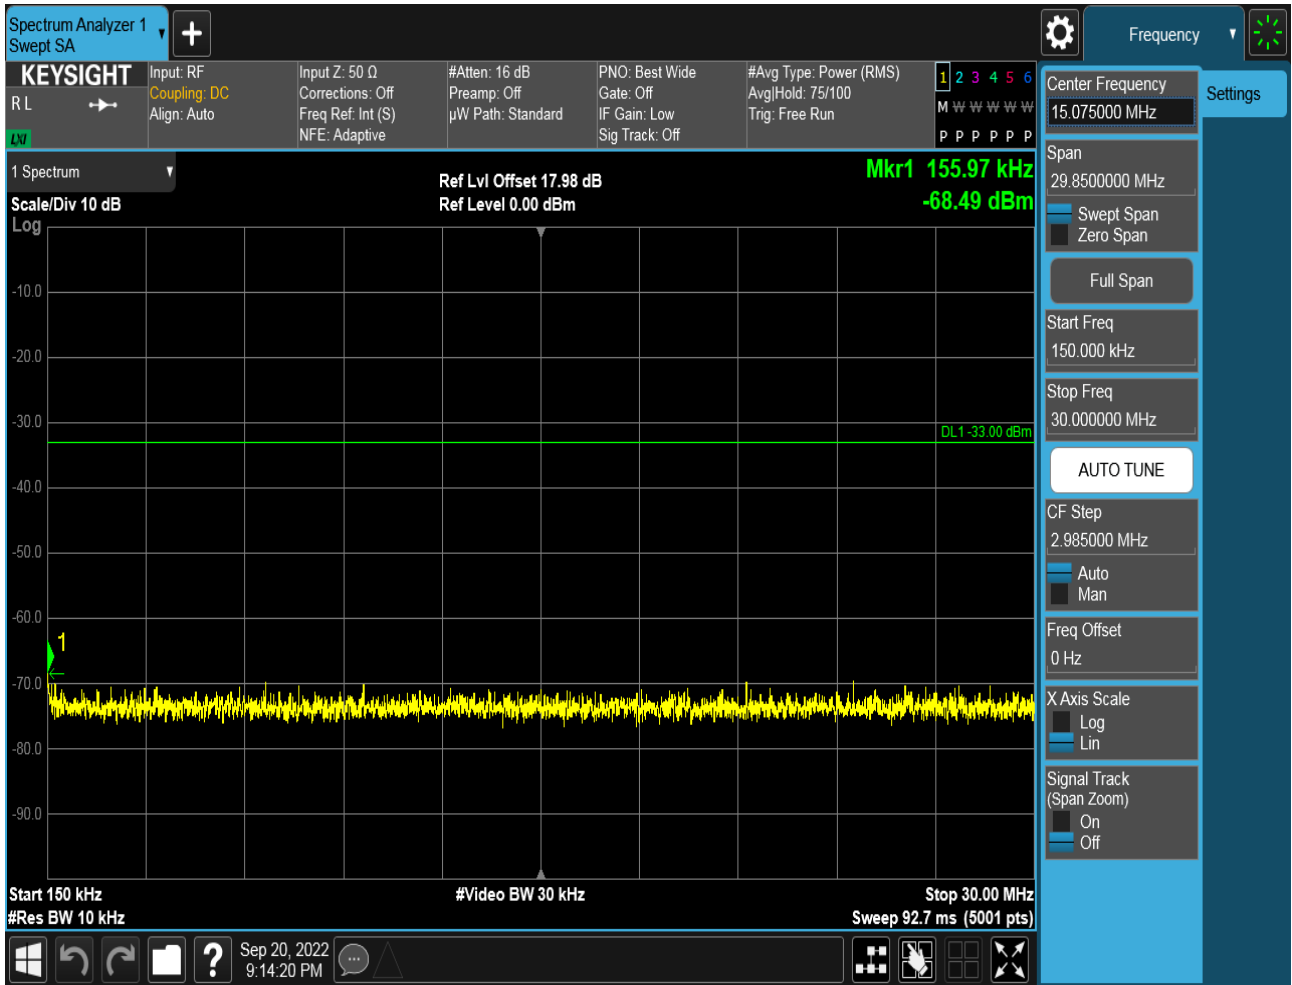 Spectrum Analyzer 1
Swept SA
Frequency
KEYSIGHT
R L
LXI
Input: RF
Coupling: DC
Align: Auto
Input Z: 50 Ω
Corrections: Off
Freq Ref: Int (S)
NFE: Adaptive
#Atten: 16 dB
Preamp: Off
µW Path: Standard
PNO: Best Wide
Gate: Off
IF Gain: Low
Sig Track: Off
#Avg Type: Power (RMS)
Avg|Hold: 75/100
Trig: Free Run
1 2 3 4 5 6
M W W W W W
P P P P P P
Center Frequency
15.075000 MHz
Settings
Span
29.8500000 MHz
Swept Span
Zero Span
Full Span
Start Freq
150.000 kHz
Stop Freq
30.000000 MHz
AUTO TUNE
CF Step
2.985000 MHz
Auto
Man
Freq Offset
0 Hz
X Axis Scale
Log
Lin
Signal Track
(Span Zoom)
On
Off
1 Spectrum
Scale/Div 10 dB
Log
Ref Lvl Offset 17.98 dB
Ref Level 0.00 dBm
Mkr1 155.97 kHz
-68.49 dBm
-10.0
-20.0
-30.0
DL1 -33.00 dBm
-40.0
-50.0
-60.0
1
-70.0
-80.0
-90.0
Start 150 kHz
#Video BW 30 kHz
Stop 30.00 MHz
#Res BW 10 kHz
Sweep 92.7 ms (5001 pts)
?
Sep 20, 2022
9:14:20 PM